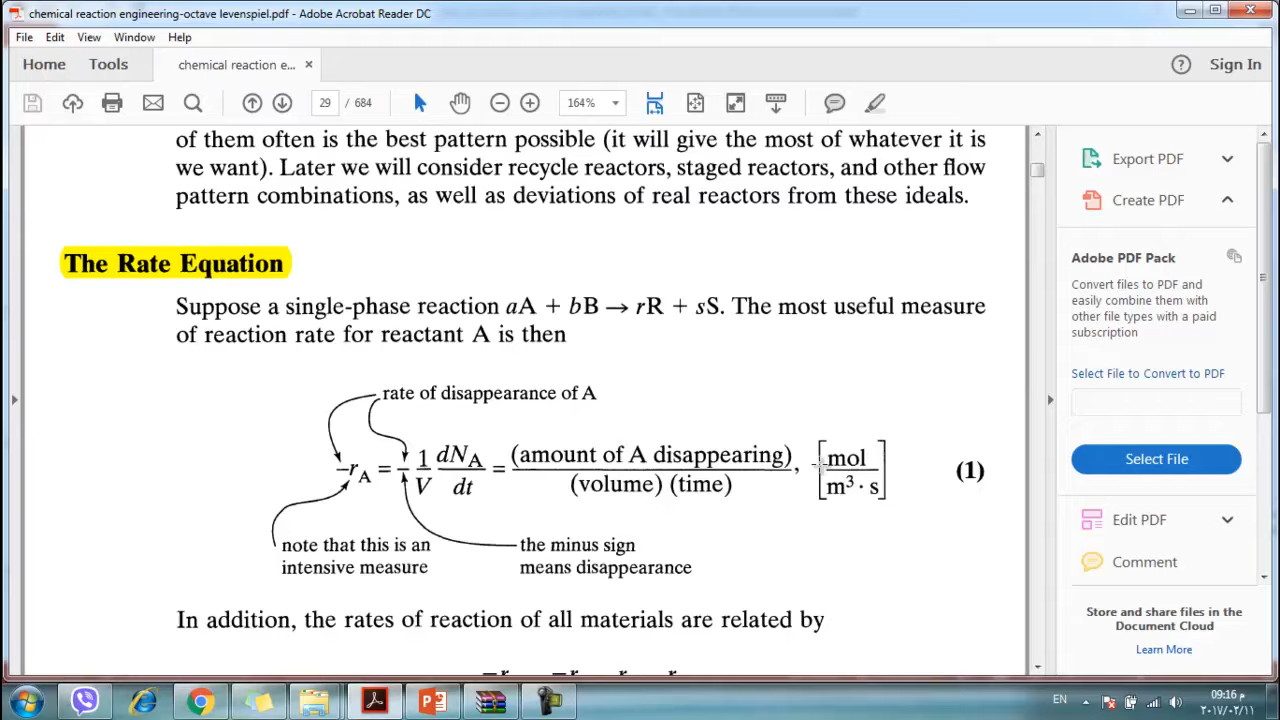 chemical reaction engineering-octave levenspiel.pdf - Adobe Acrobat Reader DC
File Edit View Window Help
Home Tools chemical reaction e... × Sign In
29 / 684 164%
of them often is the best pattern possible (it will give the most of whatever it is
we want). Later we will consider recycle reactors, staged reactors, and other flow
pattern combinations, as well as deviations of real reactors from these ideals.
The Rate Equation
Suppose a single-phase reaction aA + bB → rR + sS. The most useful measure
of reaction rate for reactant A is then
rate of disappearance of A
−r_A = − 1/V dN_A/dt = (amount of A disappearing)/(volume) (time), [mol/m³ · s] (1)
note that this is an
intensive measure
the minus sign
means disappearance
In addition, the rates of reaction of all materials are related by
Export PDF
Create PDF
Adobe PDF Pack
Convert files to PDF and
easily combine them with
other file types with a paid
subscription
Select File to Convert to PDF
Select File
Edit PDF
Comment
Store and share files in the
Document Cloud
Learn More
EN
09:16 م
٢٠١٧/٠٢/١١